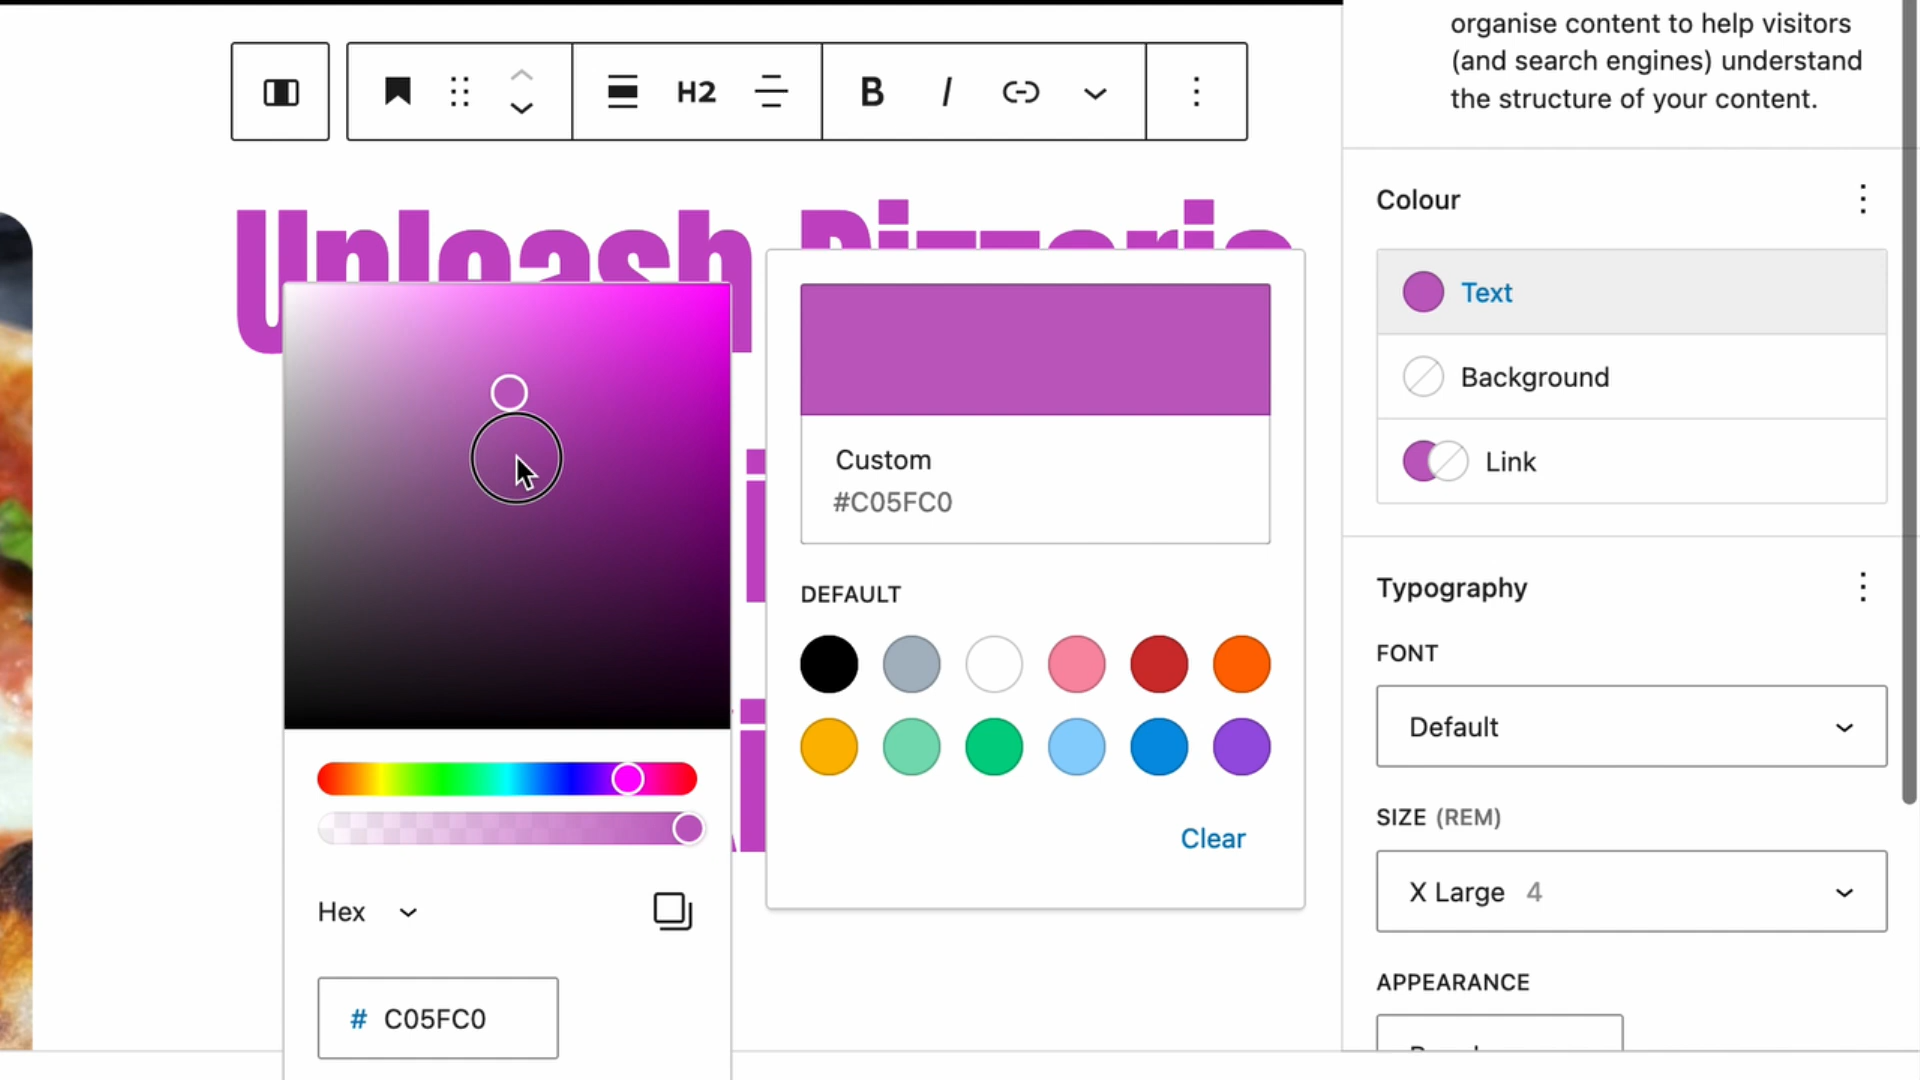 organise content to help visitors
(and search engines) understand
the structure of your content.
H2
B
I
Unleash Pizzeria
Colour
Text
Background
Link
Custom
#C05FC0
DEFAULT
Clear
Hex
# C05FC0
Typography
FONT
Default
SIZE (REM)
X Large 4
APPEARANCE